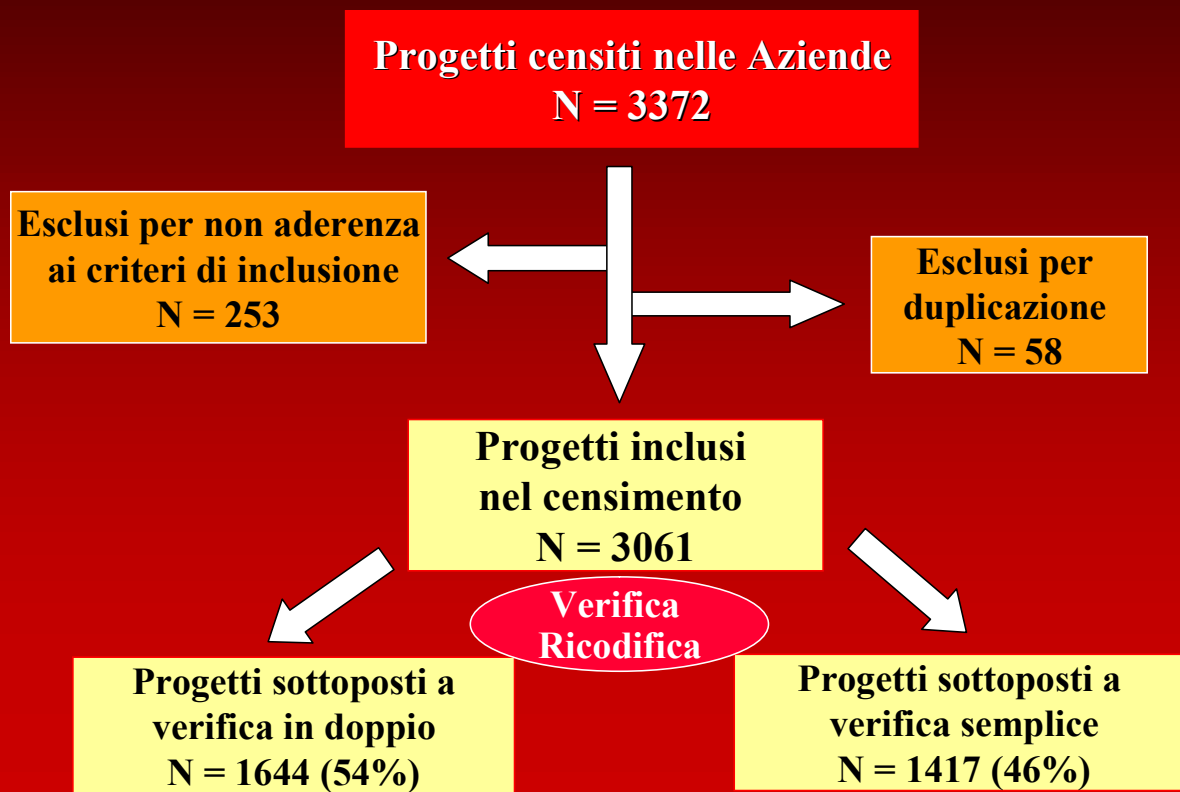 Progetti censiti nelle Aziende
N = 3372
Esclusi per non aderenza
ai criteri di inclusione
N = 253
Esclusi per
duplicazione
N = 58
Progetti inclusi
nel censimento
N = 3061
Verifica
Ricodifica
Progetti sottoposti a
verifica in doppio
N = 1644 (54%)
Progetti sottoposti a
verifica semplice
N = 1417 (46%)